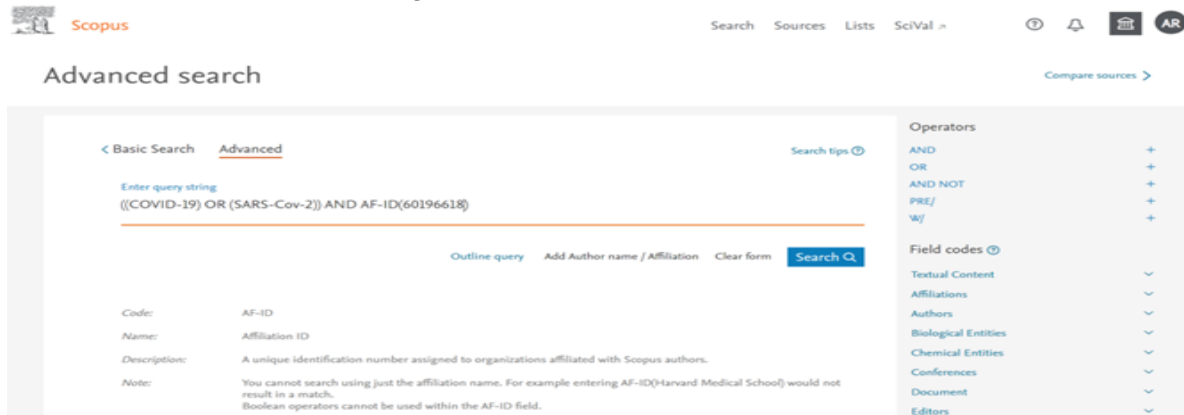 Scopus
Search Sources Lists SciVal ↗
AR
Advanced search
Compare sources >
< Basic Search Advanced
Search tips ?
Enter query string
((COVID-19) OR (SARS-Cov-2)) AND AF-ID(60196618)
Outline query Add Author name / Affiliation Clear form Search
Code: AF-ID
Name: Affiliation ID
Description: A unique identification number assigned to organizations affiliated with Scopus authors.
Note: You cannot search using just the affiliation name. For example entering AF-ID(Harvard Medical School) would not
result in a match.
Boolean operators cannot be used within the AF-ID field.
Operators
AND +
OR +
AND NOT +
PRE/ +
W/ +
Field codes ?
Textual Content
Affiliations
Authors
Biological Entities
Chemical Entities
Conferences
Document
Editors